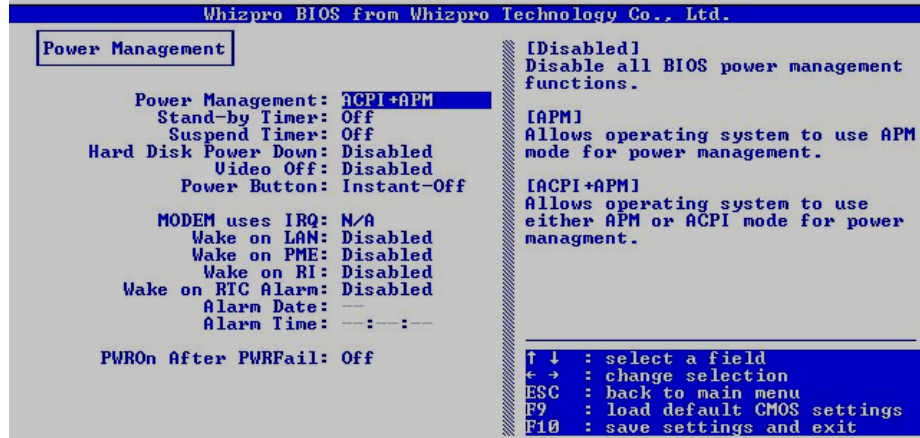 Whizpro BIOS from Whizpro Technology Co., Ltd.
Power Management
Power Management: ACPI+APM
Stand-by Timer: Off
Suspend Timer: Off
Hard Disk Power Down: Disabled
Video Off: Disabled
Power Button: Instant-Off
MODEM uses IRQ: N/A
Wake on LAN: Disabled
Wake on PME: Disabled
Wake on RI: Disabled
Wake on RTC Alarm: Disabled
Alarm Date: --
Alarm Time: --:--:--
PWROn After PWRFail: Off
[Disabled]
Disable all BIOS power management
functions.
[APM]
Allows operating system to use APM
mode for power management.
[ACPI+APM]
Allows operating system to use
either APM or ACPI mode for power
managment.
↑ ↓ : select a field
← → : change selection
ESC : back to main menu
F9 : load default CMOS settings
F10 : save settings and exit